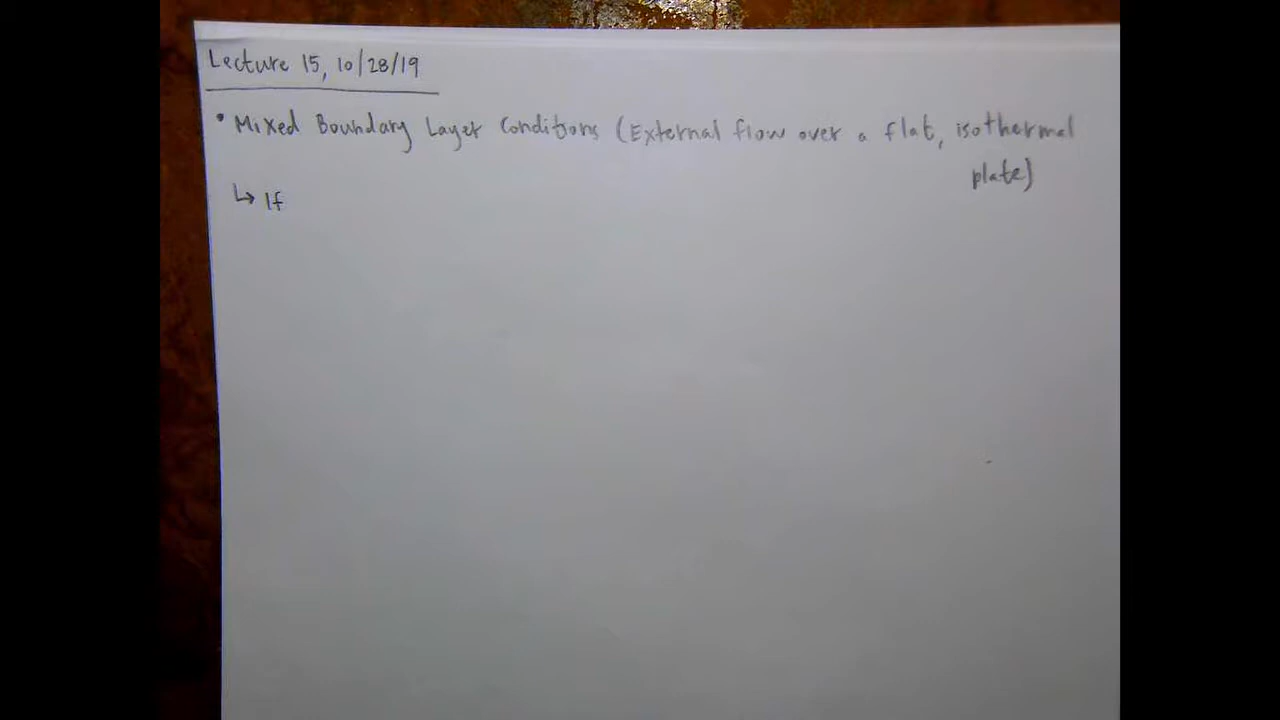 Lecture 15, 10/28/19
• Mixed Boundary Layer Conditions (External flow over a flat, isothermal
plate)
↳ If